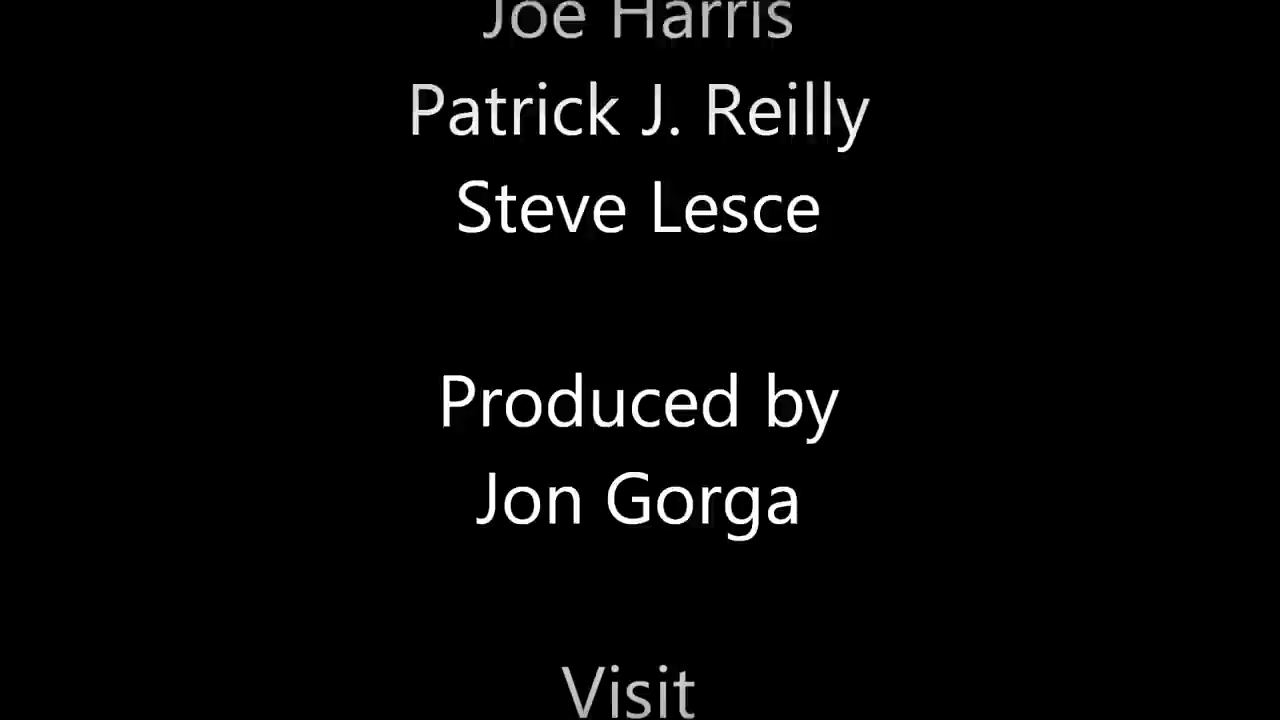 Joe Harris
Patrick J. Reilly
Steve Lesce
Produced by
Jon Gorga
Visit